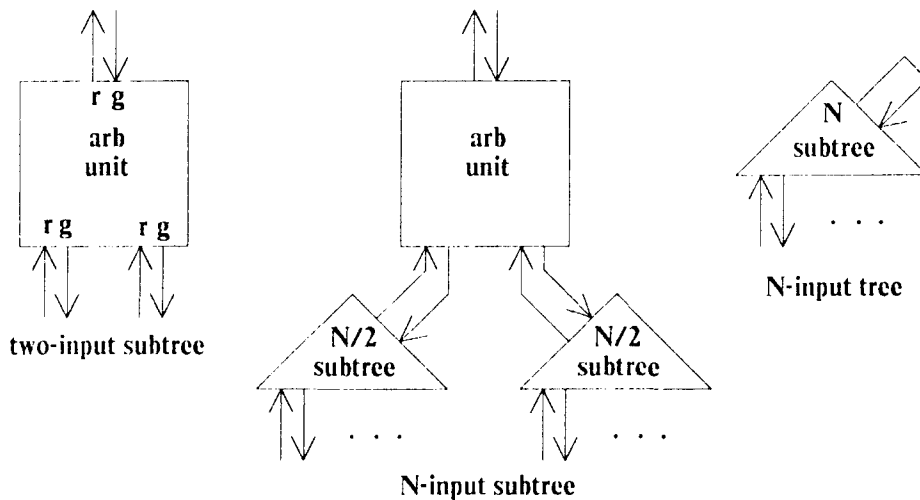 r g
arb
unit
r g
r g
two-input subtree
arb
unit
N/2
subtree
N/2
subtree
. . .
. . .
N-input subtree
N
subtree
. . .
N-input tree